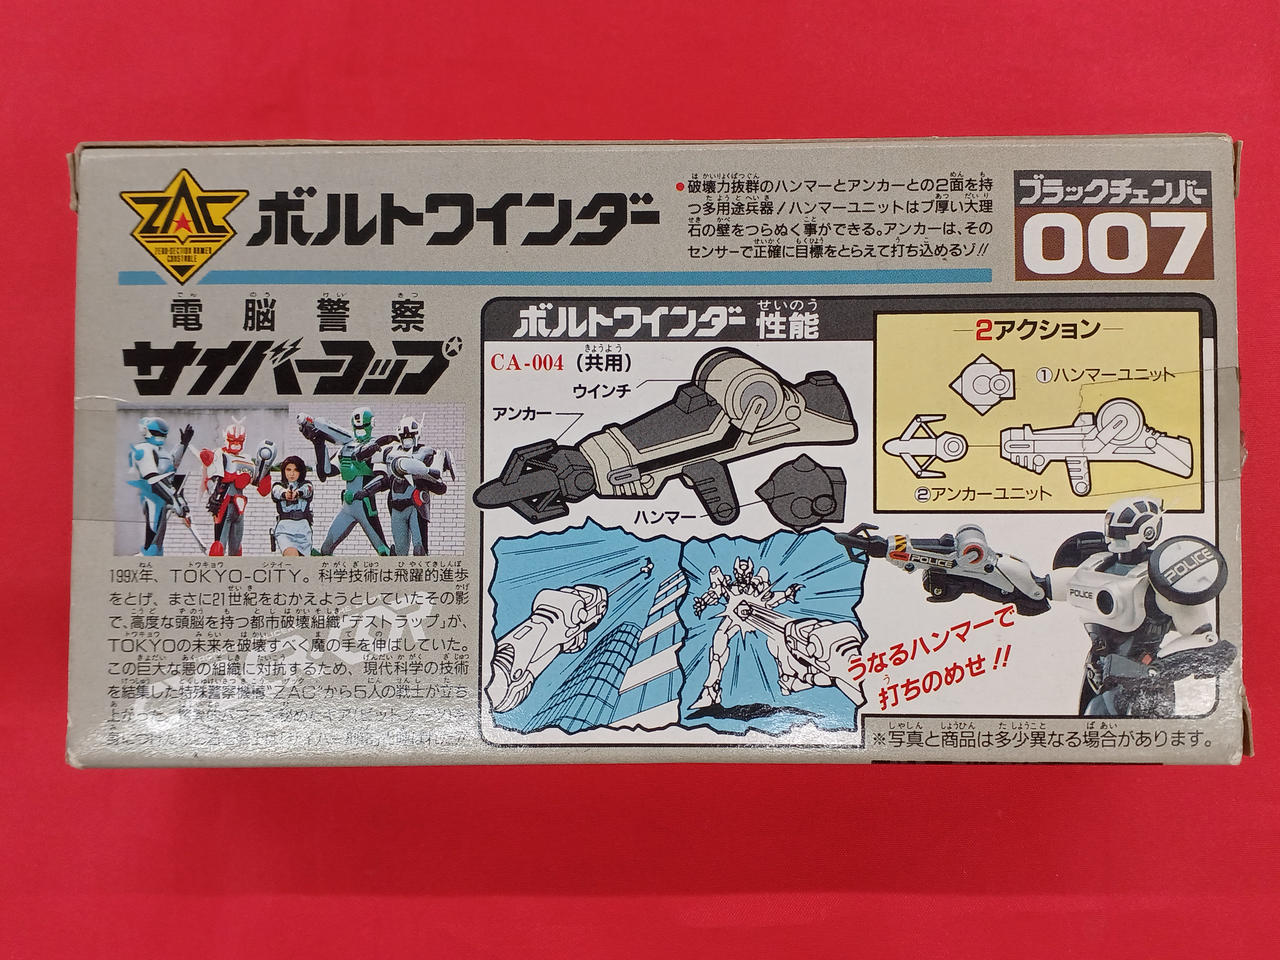 ZAC
ZERO-SECTION ARMED
CONSTABLE
ボルトワインダー
●破壊力抜群のハンマーとアンカーとの2面を持
つ多用途兵器！ハンマーユニットはブ厚い大理
石の壁をつらぬく事ができる。アンカーは、その
センサーで正確に目標をとらえて打ち込めるゾ!!
ブラックチェンバー
007
電脳警察
サイバーコップ
199X年、TOKYO-CITY。科学技術は飛躍的進歩
をとげ、まさに21世紀をむかえようとしていたその影
で、高度な頭脳を持つ都市破壊組織「デストラップ」が、
TOKYOの未来を破壊すべく魔の手を伸ばしていた。
この巨大な悪の組織に対抗するため、現代科学の技術
を結集した特殊警察機構"ZAC"から5人の戦士が立ち
ボルトワインダー 性能
CA-004 (共用)
ウインチ
アンカー
ハンマー
2アクション
①ハンマーユニット
②アンカーユニット
POLICE
POLICE
POLICE
うなるハンマーで
打ちのめせ!!
※写真と商品は多少異なる場合があります。